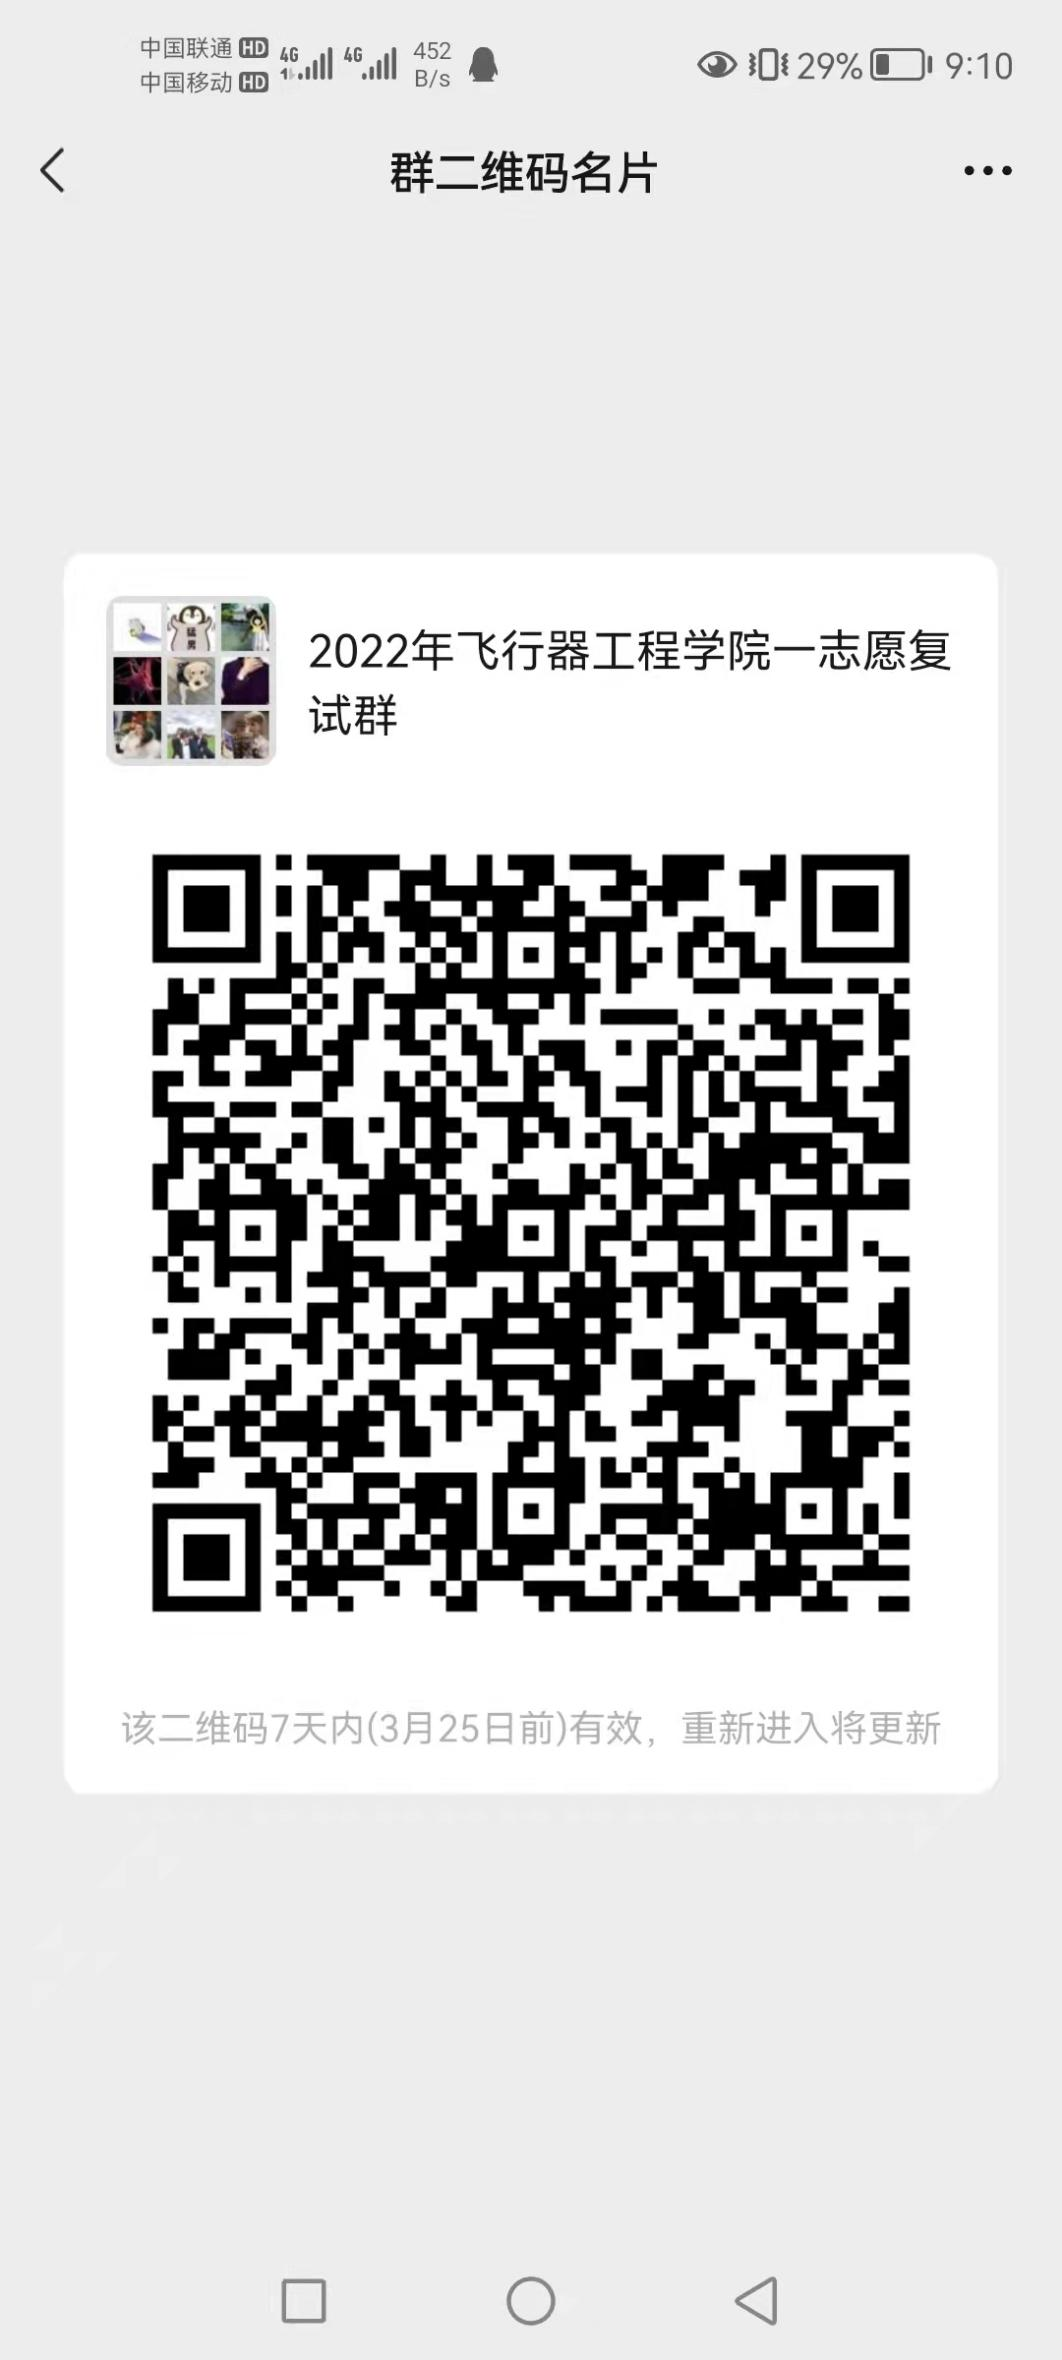 中国联通 HD 4G 4G 452
中国移动 HD B/s 29% 9:10
群二维码名片
猛
男
2022年飞行器工程学院一志愿复
试群
该二维码7天内(3月25日前)有效，重新进入将更新